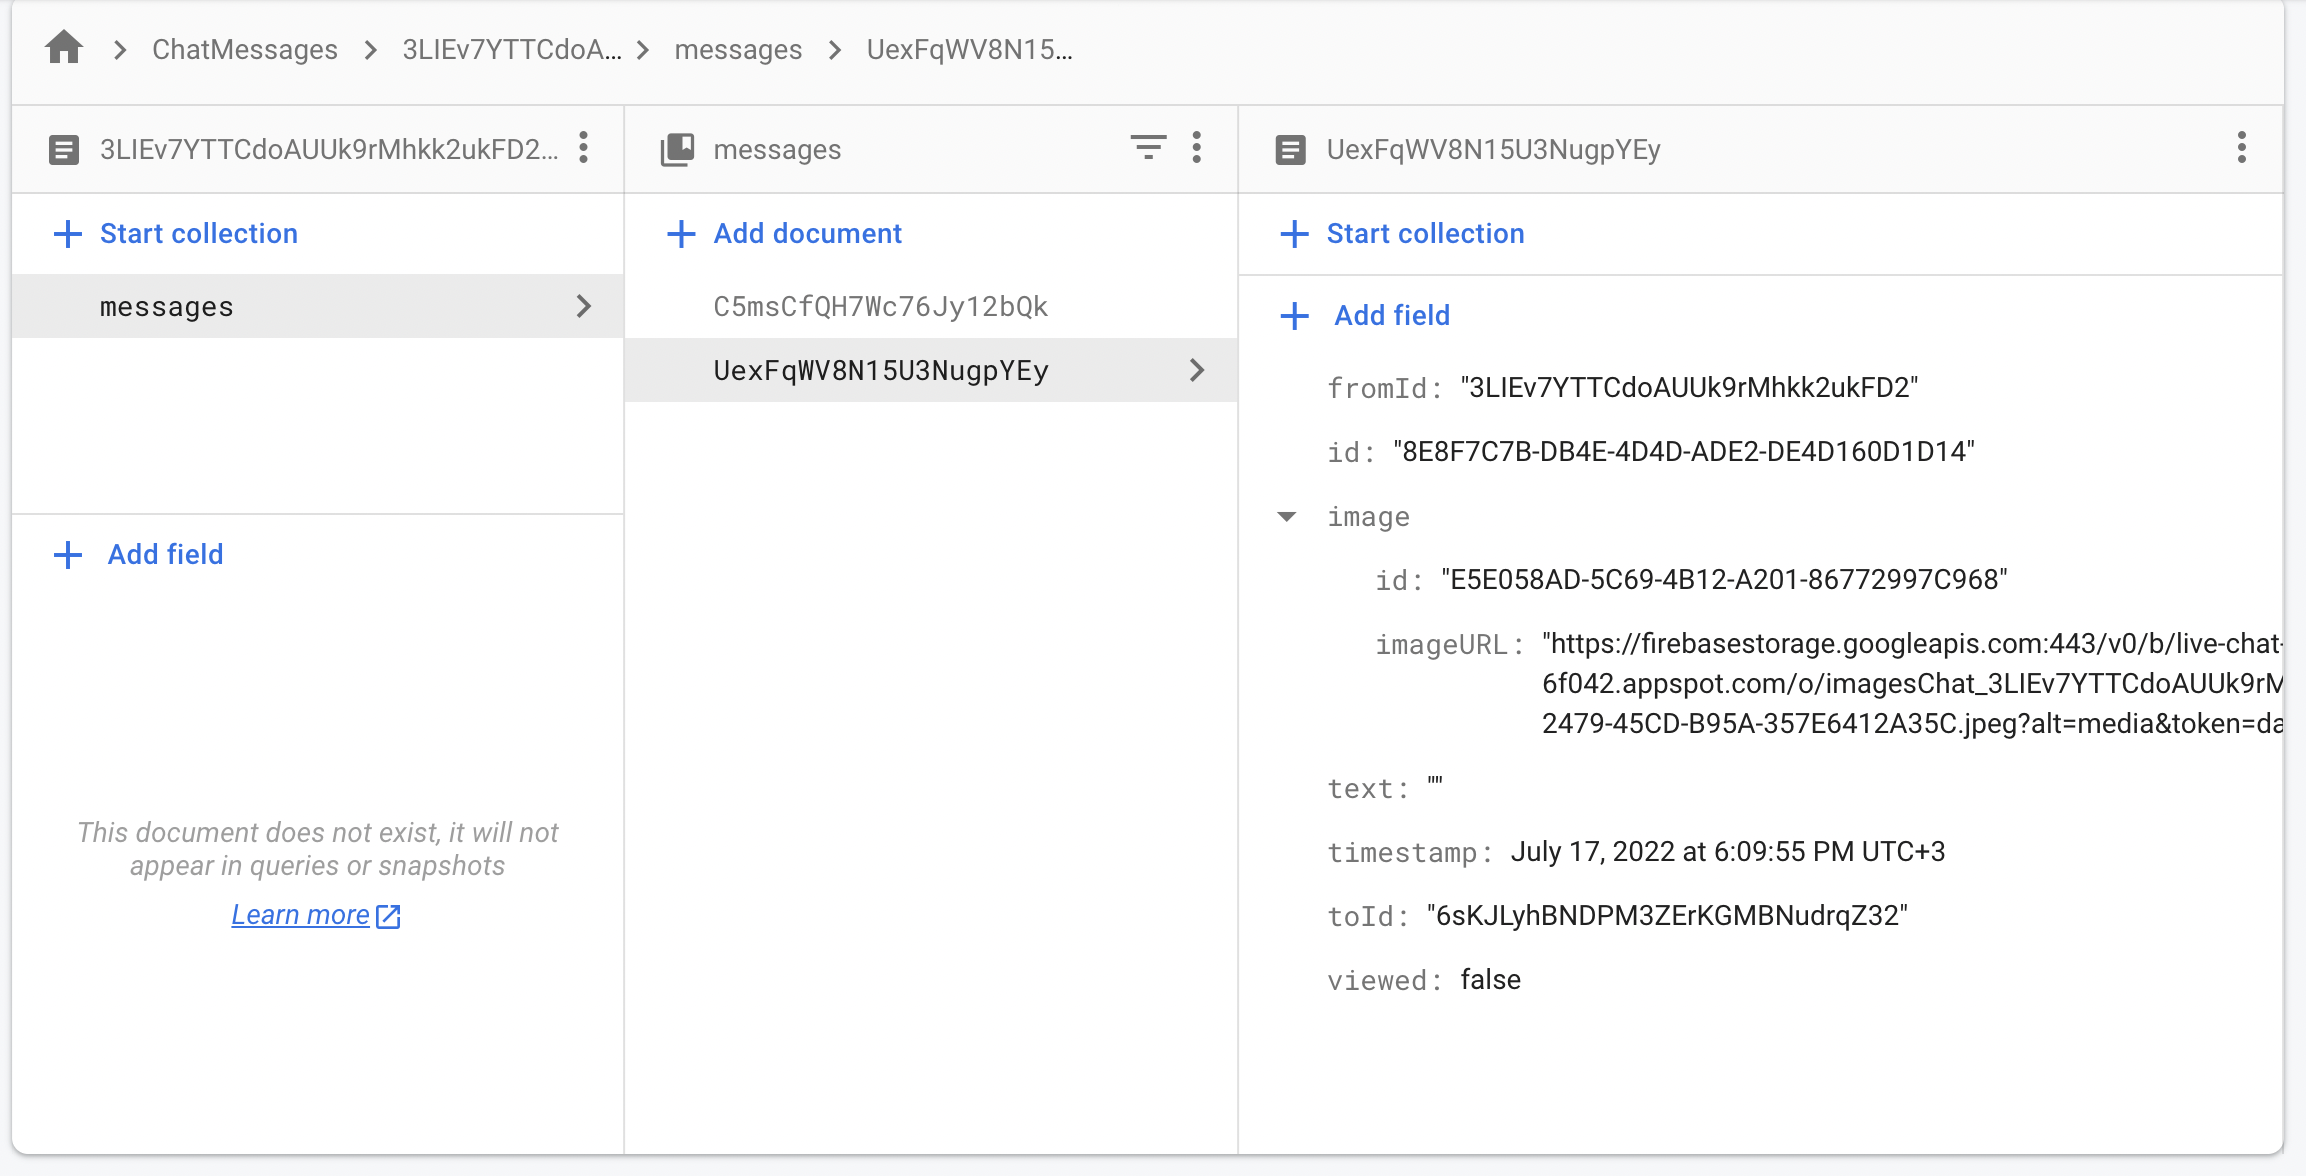 ChatMessages
3LIEv7YTTCdoA...
messages
UexFqWV8N15...
3LIEv7YTTCdoAUUk9rMhkk2ukFD2...
Start collection
messages
Add field
This document does not exist, it will not
appear in queries or snapshots
Learn more
messages
Add document
C5msCfQH7Wc76Jy12bQk
UexFqWV8N15U3NugpYEy
UexFqWV8N15U3NugpYEy
Start collection
Add field
fromId: "3LIEv7YTTCdoAUUk9rMhkk2ukFD2"
id: "8E8F7C7B-DB4E-4D4D-ADE2-DE4D160D1D14"
image
id: "E5E058AD-5C69-4B12-A201-86772997C968"
imageURL: "https://firebasestorage.googleapis.com:443/v0/b/live-chat-
6f042.appspot.com/o/imagesChat_3LIEv7YTTCdoAUUk9rM
2479-45CD-B95A-357E6412A35C.jpeg?alt=media&token=da
text: ""
timestamp: July 17, 2022 at 6:09:55 PM UTC+3
toId: "6sKJLyhBNDPM3ZErKGMBNudrqZ32"
viewed: false